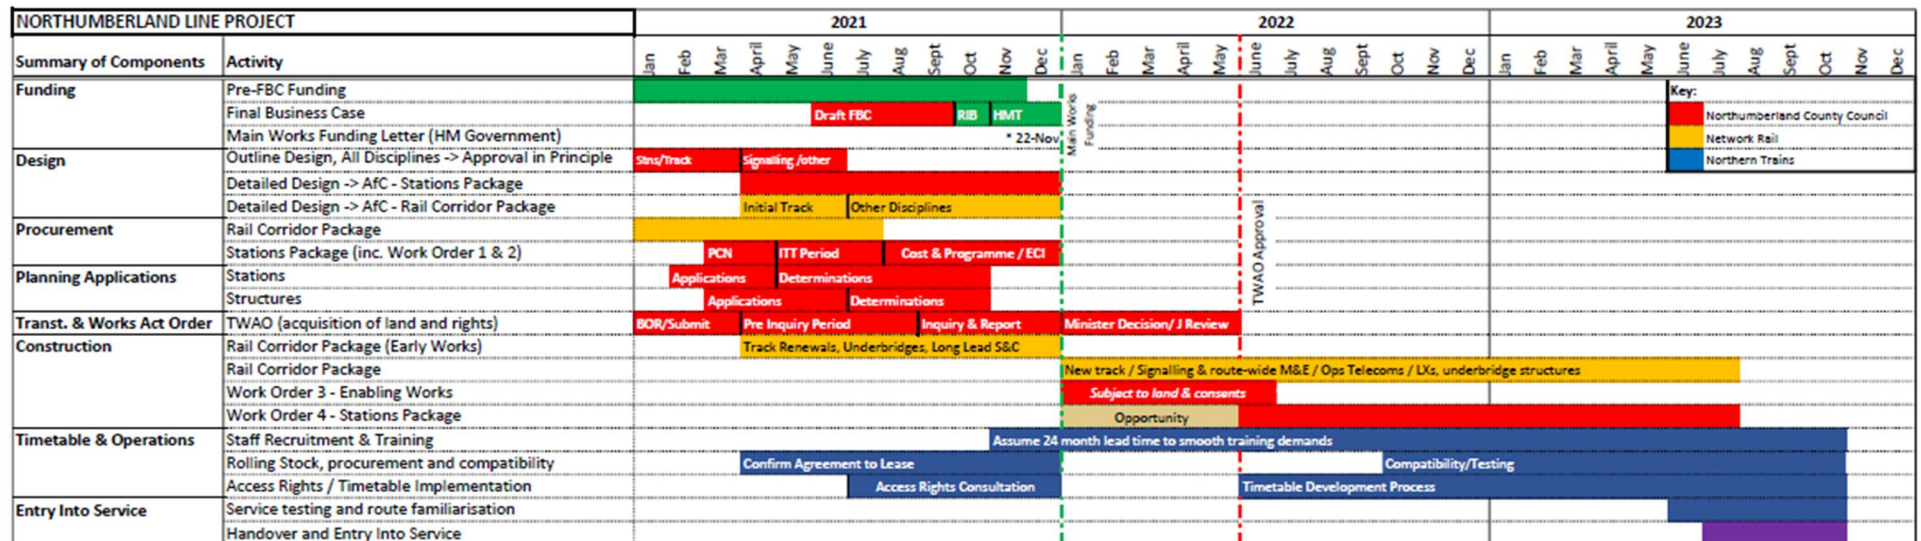 NORTHUMBERLAND LINE PROJECT 2021 2022 2023
Summary of Components Activity Jan Feb Mar April May June July Aug Sept Oct Nov Dec Jan Feb Mar April May June July Aug Sept Oct Nov Dec Jan Feb Mar April May June July Aug Sept Oct Nov Dec
Funding Pre-FBC Funding Key:
Final Business Case Draft FBC RIB HMT Northumberland County Council
Main Works Funding
Main Works Funding Letter (HM Government) * 22-Nov Network Rail
Design Outline Design, All Disciplines -> Approval in Principle Stns/Track Signalling /other Northern Trains
Detailed Design -> AfC - Stations Package
Detailed Design -> AfC - Rail Corridor Package Initial Track Other Disciplines
TWAO Approval
Procurement Rail Corridor Package
Stations Package (inc. Work Order 1 & 2) PCN ITT Period Cost & Programme / ECI
Planning Applications Stations Applications Determinations
Structures Applications Determinations
Transt. & Works Act Order TWAO (acquisition of land and rights) BOR/Submit Pre Inquiry Period Inquiry & Report Minister Decision/ J Review
Construction Rail Corridor Package (Early Works) Track Renewals, Underbridges, Long Lead S&C
Rail Corridor Package New track / Signalling & route-wide M&E / Ops Telecoms / LXs, underbridge structures
Work Order 3 - Enabling Works Subject to land & consents
Work Order 4 - Stations Package Opportunity
Timetable & Operations Staff Recruitment & Training Assume 24 month lead time to smooth training demands
Rolling Stock, procurement and compatibility Confirm Agreement to Lease Compatibility/Testing
Access Rights / Timetable Implementation Access Rights Consultation Timetable Development Process
Entry Into Service Service testing and route familiarisation
Handover and Entry Into Service